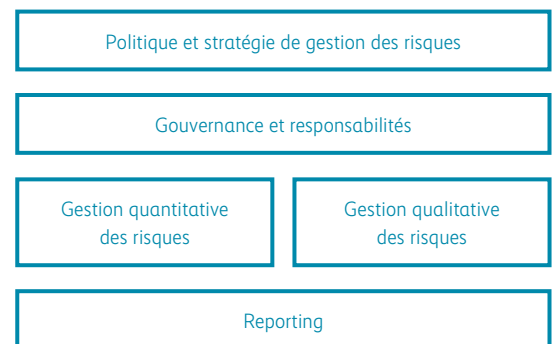 Politique et stratégie de gestion des risques
Gouvernance et responsabilités
Gestion quantitative
des risques
Gestion qualitative
des risques
Reporting